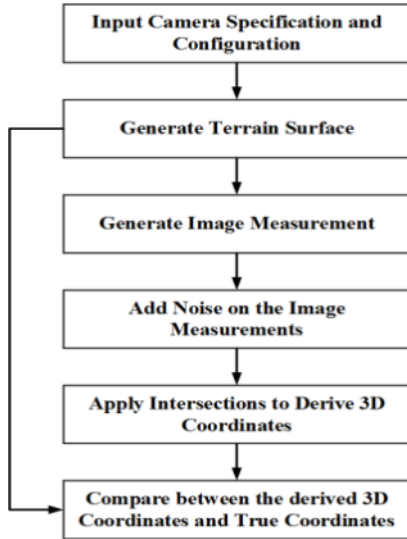 Input Camera Specification and
Configuration
Generate Terrain Surface
Generate Image Measurement
Add Noise on the Image
Measurements
Apply Intersections to Derive 3D
Coordinates
Compare between the derived 3D
Coordinates and True Coordinates